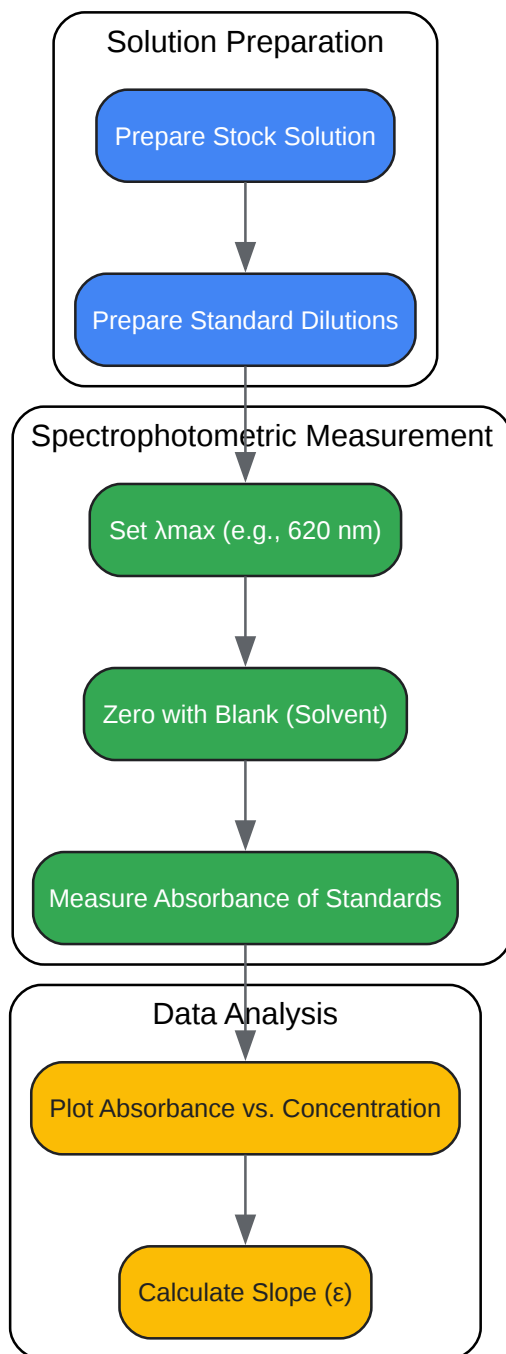 Solution Preparation
Prepare Stock Solution
Prepare Standard Dilutions
Spectrophotometric Measurement
Set λmax (e.g., 620 nm)
Zero with Blank (Solvent)
Measure Absorbance of Standards
Data Analysis
Plot Absorbance vs. Concentration
Calculate Slope (ε)